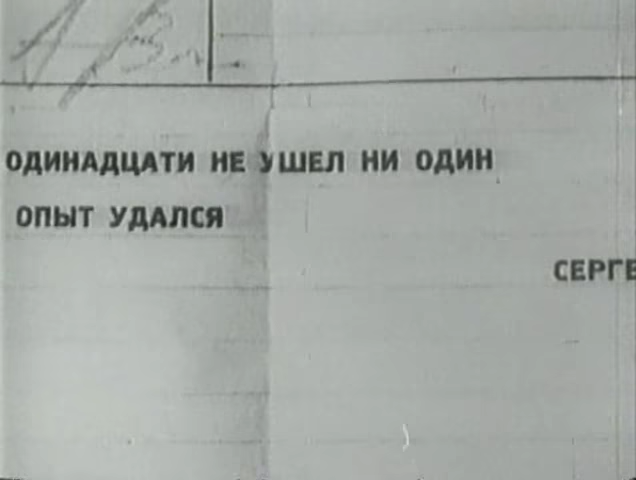 ОДИНАДЦАТИ НЕ УШЕЛ НИ ОДИН
ОПЫТ УДАЛСЯ
СЕРГЕ